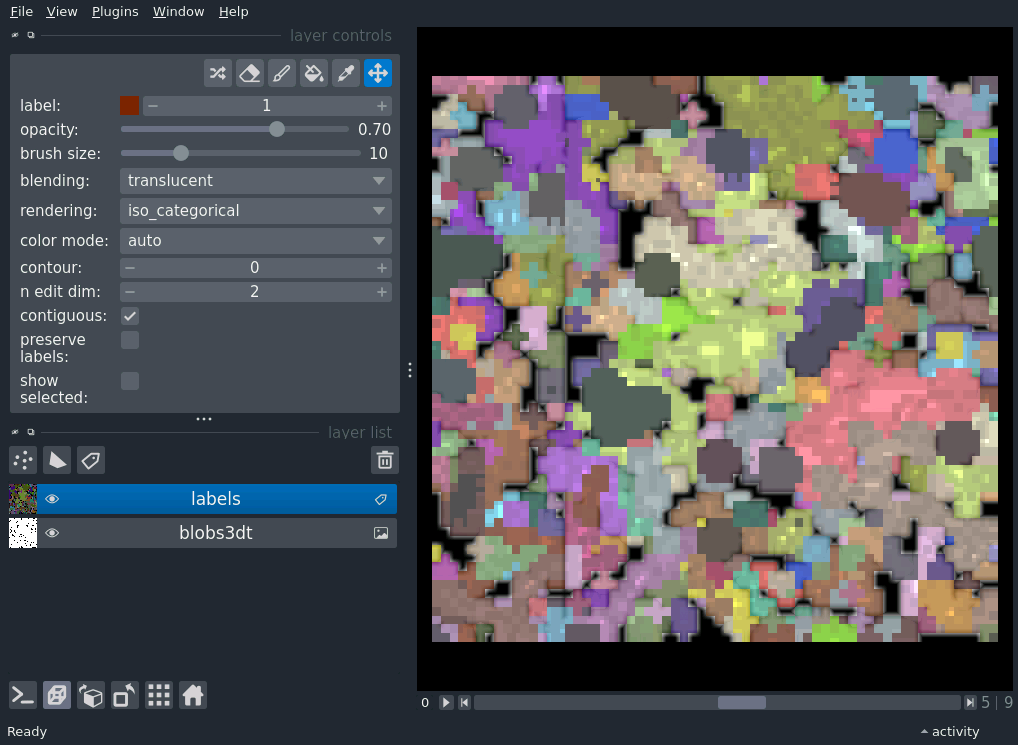 File View Plugins Window Help
layer controls
label: 1
opacity: 0.70
brush size: 10
blending: translucent
rendering: iso_categorical
color mode: auto
contour: 0
n edit dim: 2
contiguous:
preserve
labels:
show
selected:
layer list
labels
blobs3dt
0 5 | 9
Ready activity